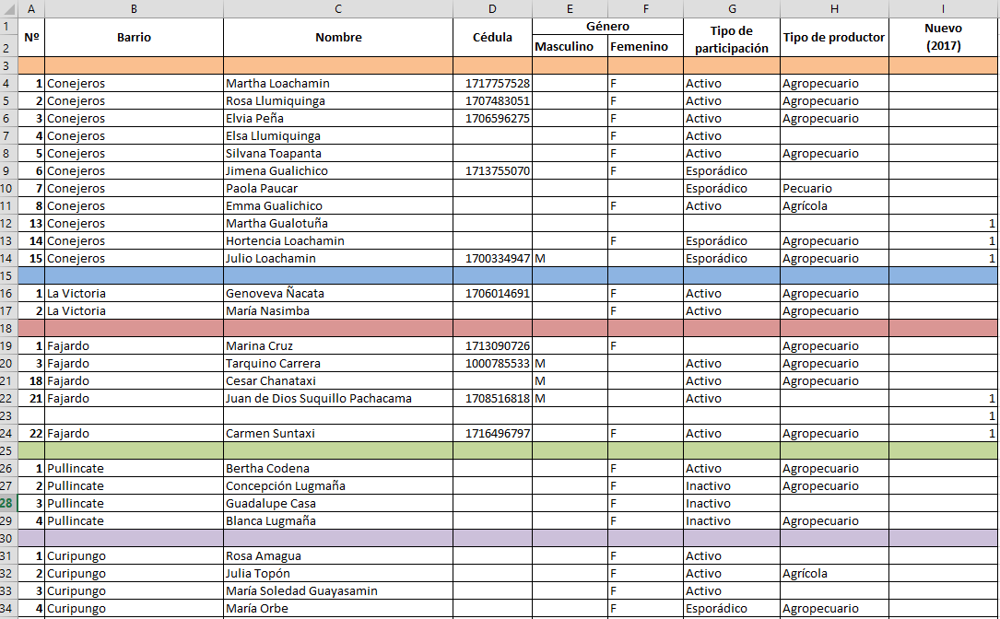 A B C D E F G H I
1 Nº Barrio Nombre Cédula Género Tipo de participación Tipo de productor Nuevo (2017)
2 Masculino Femenino
3
4 1 Conejeros Martha Loachamin 1717757528 F Activo Agropecuario
5 2 Conejeros Rosa Llumiquinga 1707483051 F Activo Agropecuario
6 3 Conejeros Elvia Peña 1706596275 F Activo Agropecuario
7 4 Conejeros Elsa Llumiquinga F Activo
8 5 Conejeros Silvana Toapanta F Activo Agropecuario
9 6 Conejeros Jimena Gualichico 1713755070 F Esporádico
10 7 Conejeros Paola Paucar Esporádico Pecuario
11 8 Conejeros Emma Gualichico F Activo Agrícola
12 13 Conejeros Martha Gualotuña 1
13 14 Conejeros Hortencia Loachamin F Esporádico Agropecuario 1
14 15 Conejeros Julio Loachamin 1700334947 M Esporádico Agropecuario 1
15
16 1 La Victoria Genoveva Ñacata 1706014691 F Activo Agropecuario
17 2 La Victoria María Nasimba F Activo Agropecuario
18
19 1 Fajardo Marina Cruz 1713090726 F Agropecuario
20 3 Fajardo Tarquino Carrera 1000785533 M Activo Agropecuario
21 18 Fajardo Cesar Chanataxi M Activo Agropecuario
22 21 Fajardo Juan de Dios Suquillo Pachacama 1708516818 M Activo 1
23 1
24 22 Fajardo Carmen Suntaxi 1716496797 F Activo Agropecuario 1
25
26 1 Pullincate Bertha Codena F Activo Agropecuario
27 2 Pullincate Concepción Lugmaña F Inactivo Agropecuario
28 3 Pullincate Guadalupe Casa F Inactivo
29 4 Pullincate Blanca Lugmaña F Inactivo Agropecuario
30
31 1 Curipungo Rosa Amagua F Activo
32 2 Curipungo Julia Topón F Activo Agrícola
33 3 Curipungo María Soledad Guayasamin F Activo
34 4 Curipungo María Orbe F Esporádico Agropecuario